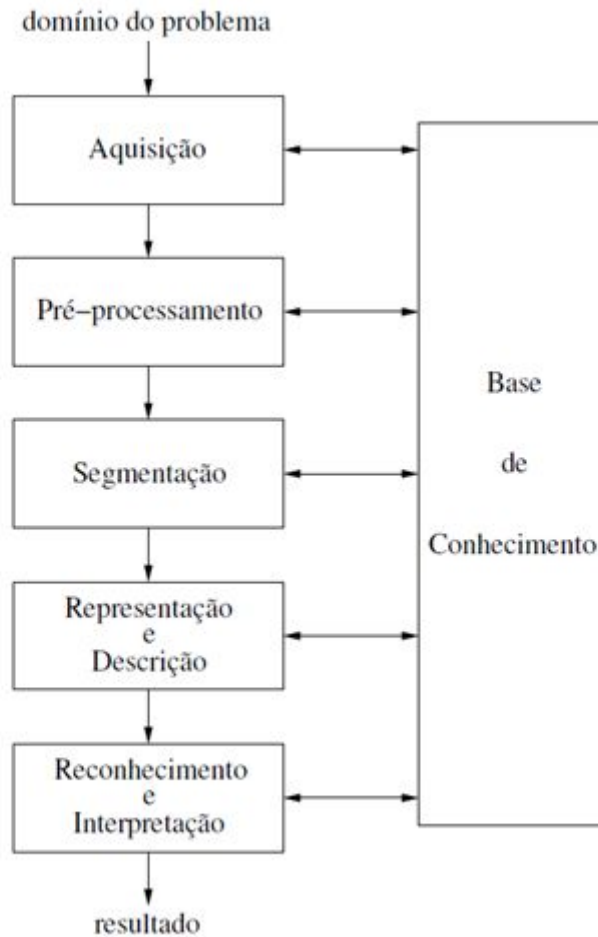 domínio do problema
Aquisição
Pré−processamento
Segmentação
Representação
e
Descrição
Reconhecimento
e
Interpretação
resultado
Base
de
Conhecimento